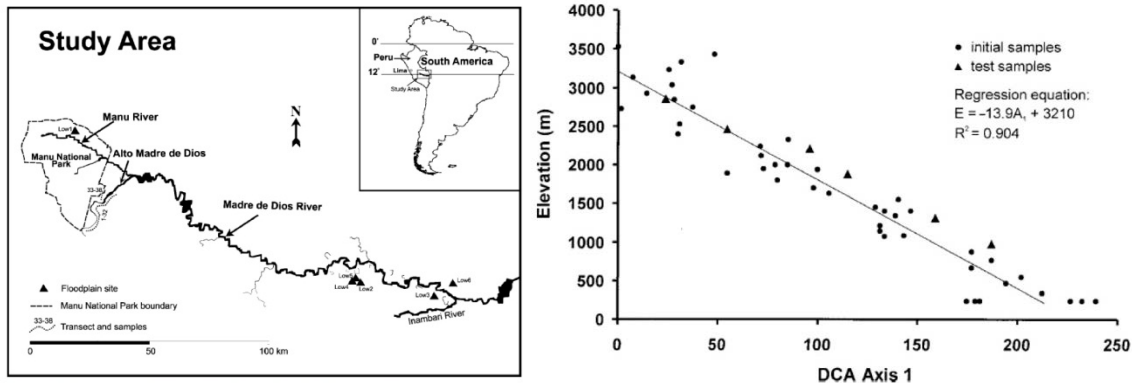 Study Area
0°
Peru
South America
Lima
12°
Study Area
N
Manu River
Low1
Manu National
Park
Alto Madre de Dios
33-38
1-32
Madre de Dios River
Low5
Low4
Low2
Low6
Low3
Inambari River
Floodplain site
Manu National Park boundary
33-38
Transect and samples
0
50
100 km
4000
3500
3000
2500
2000
1500
1000
500
0
Elevation (m)
initial samples
test samples
Regression equation:
E = –13.9A, + 3210
R² = 0.904
0
50
100
150
200
250
DCA Axis 1